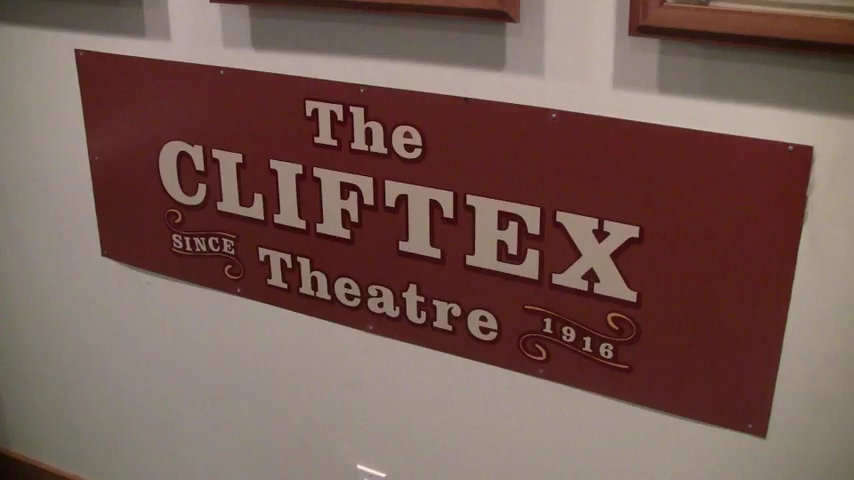 The
CLIFTEX
SINCE
Theatre
1916